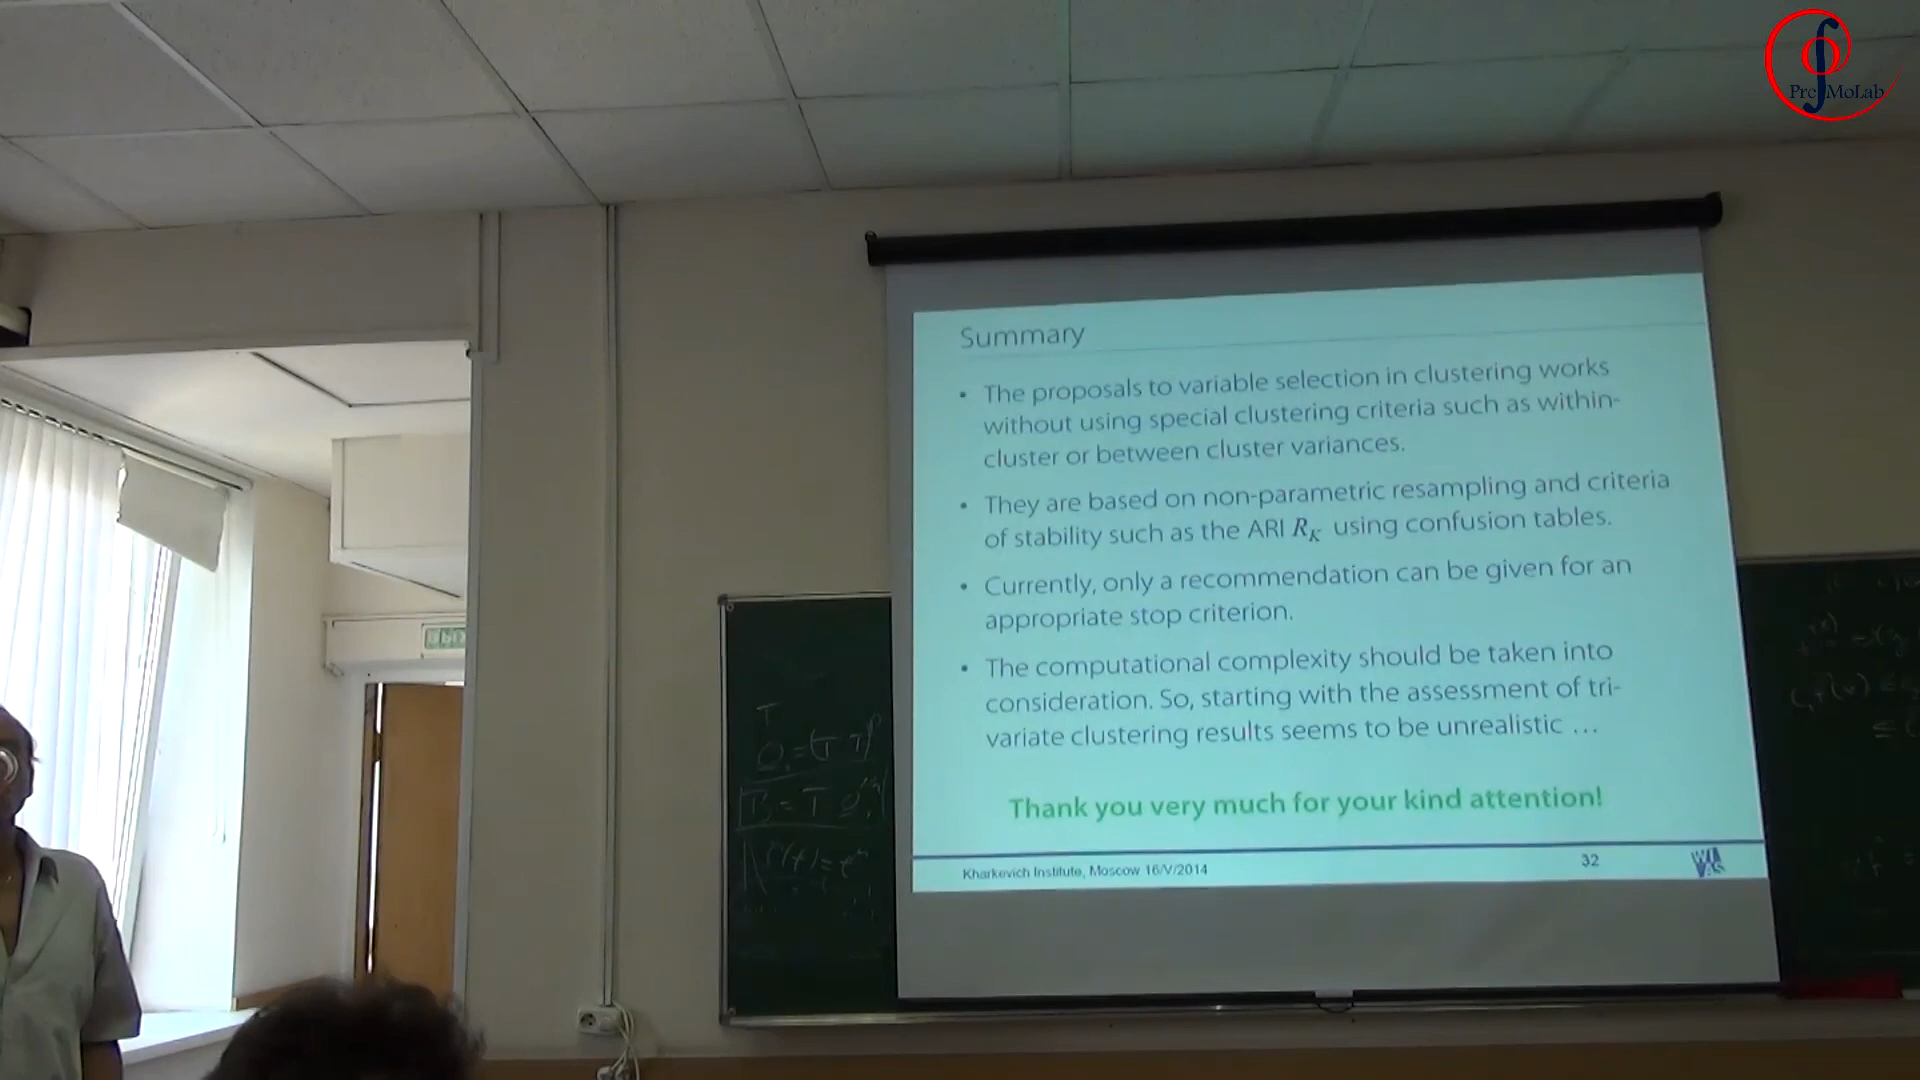 PreMoLab
Summary
• The proposals to variable selection in clustering works
without using special clustering criteria such as within-
cluster or between cluster variances.
• They are based on non-parametric resampling and criteria
of stability such as the ARI R_K using confusion tables.
• Currently, only a recommendation can be given for an
appropriate stop criterion.
• The computational complexity should be taken into
consideration. So, starting with the assessment of tri-
variate clustering results seems to be unrealistic …
Thank you very much for your kind attention!
Kharkevich Institute, Moscow 16/V/2014
32